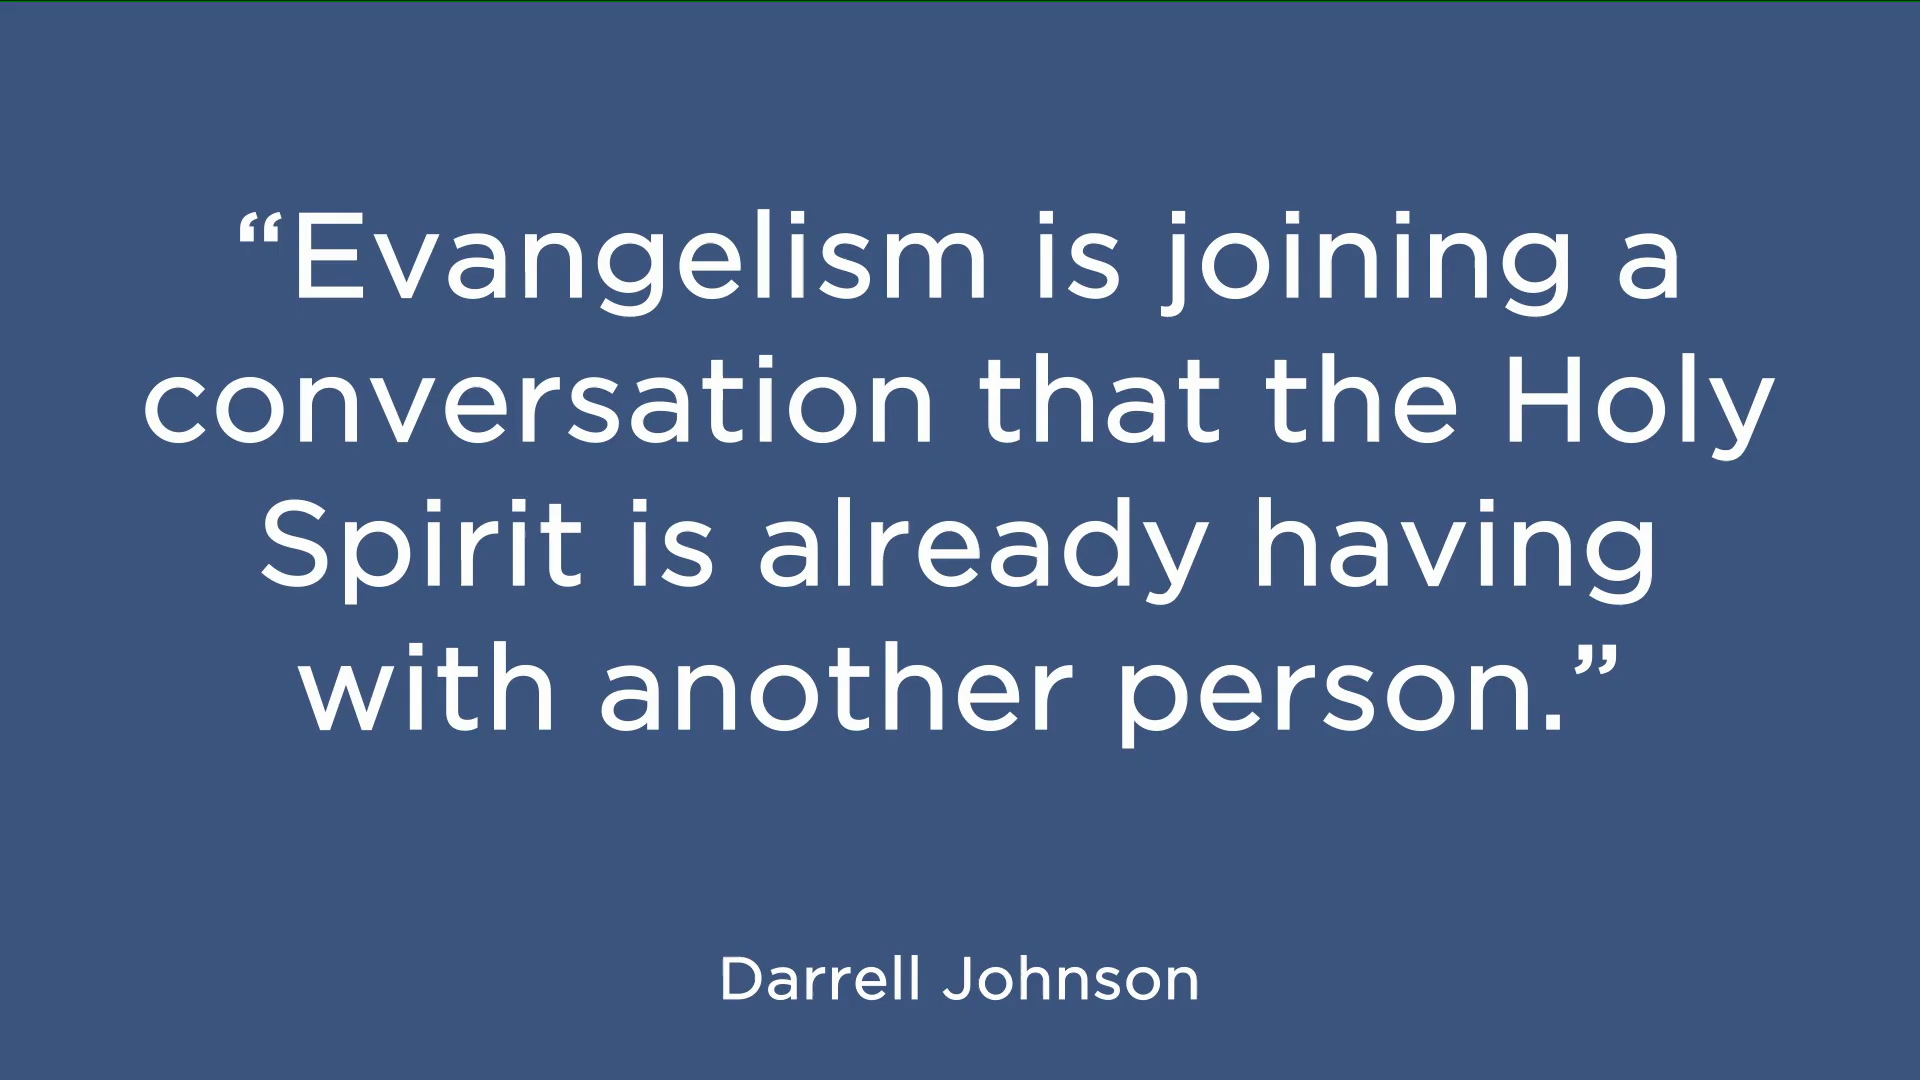 “Evangelism is joining a
conversation that the Holy
Spirit is already having
with another person.”
Darrell Johnson